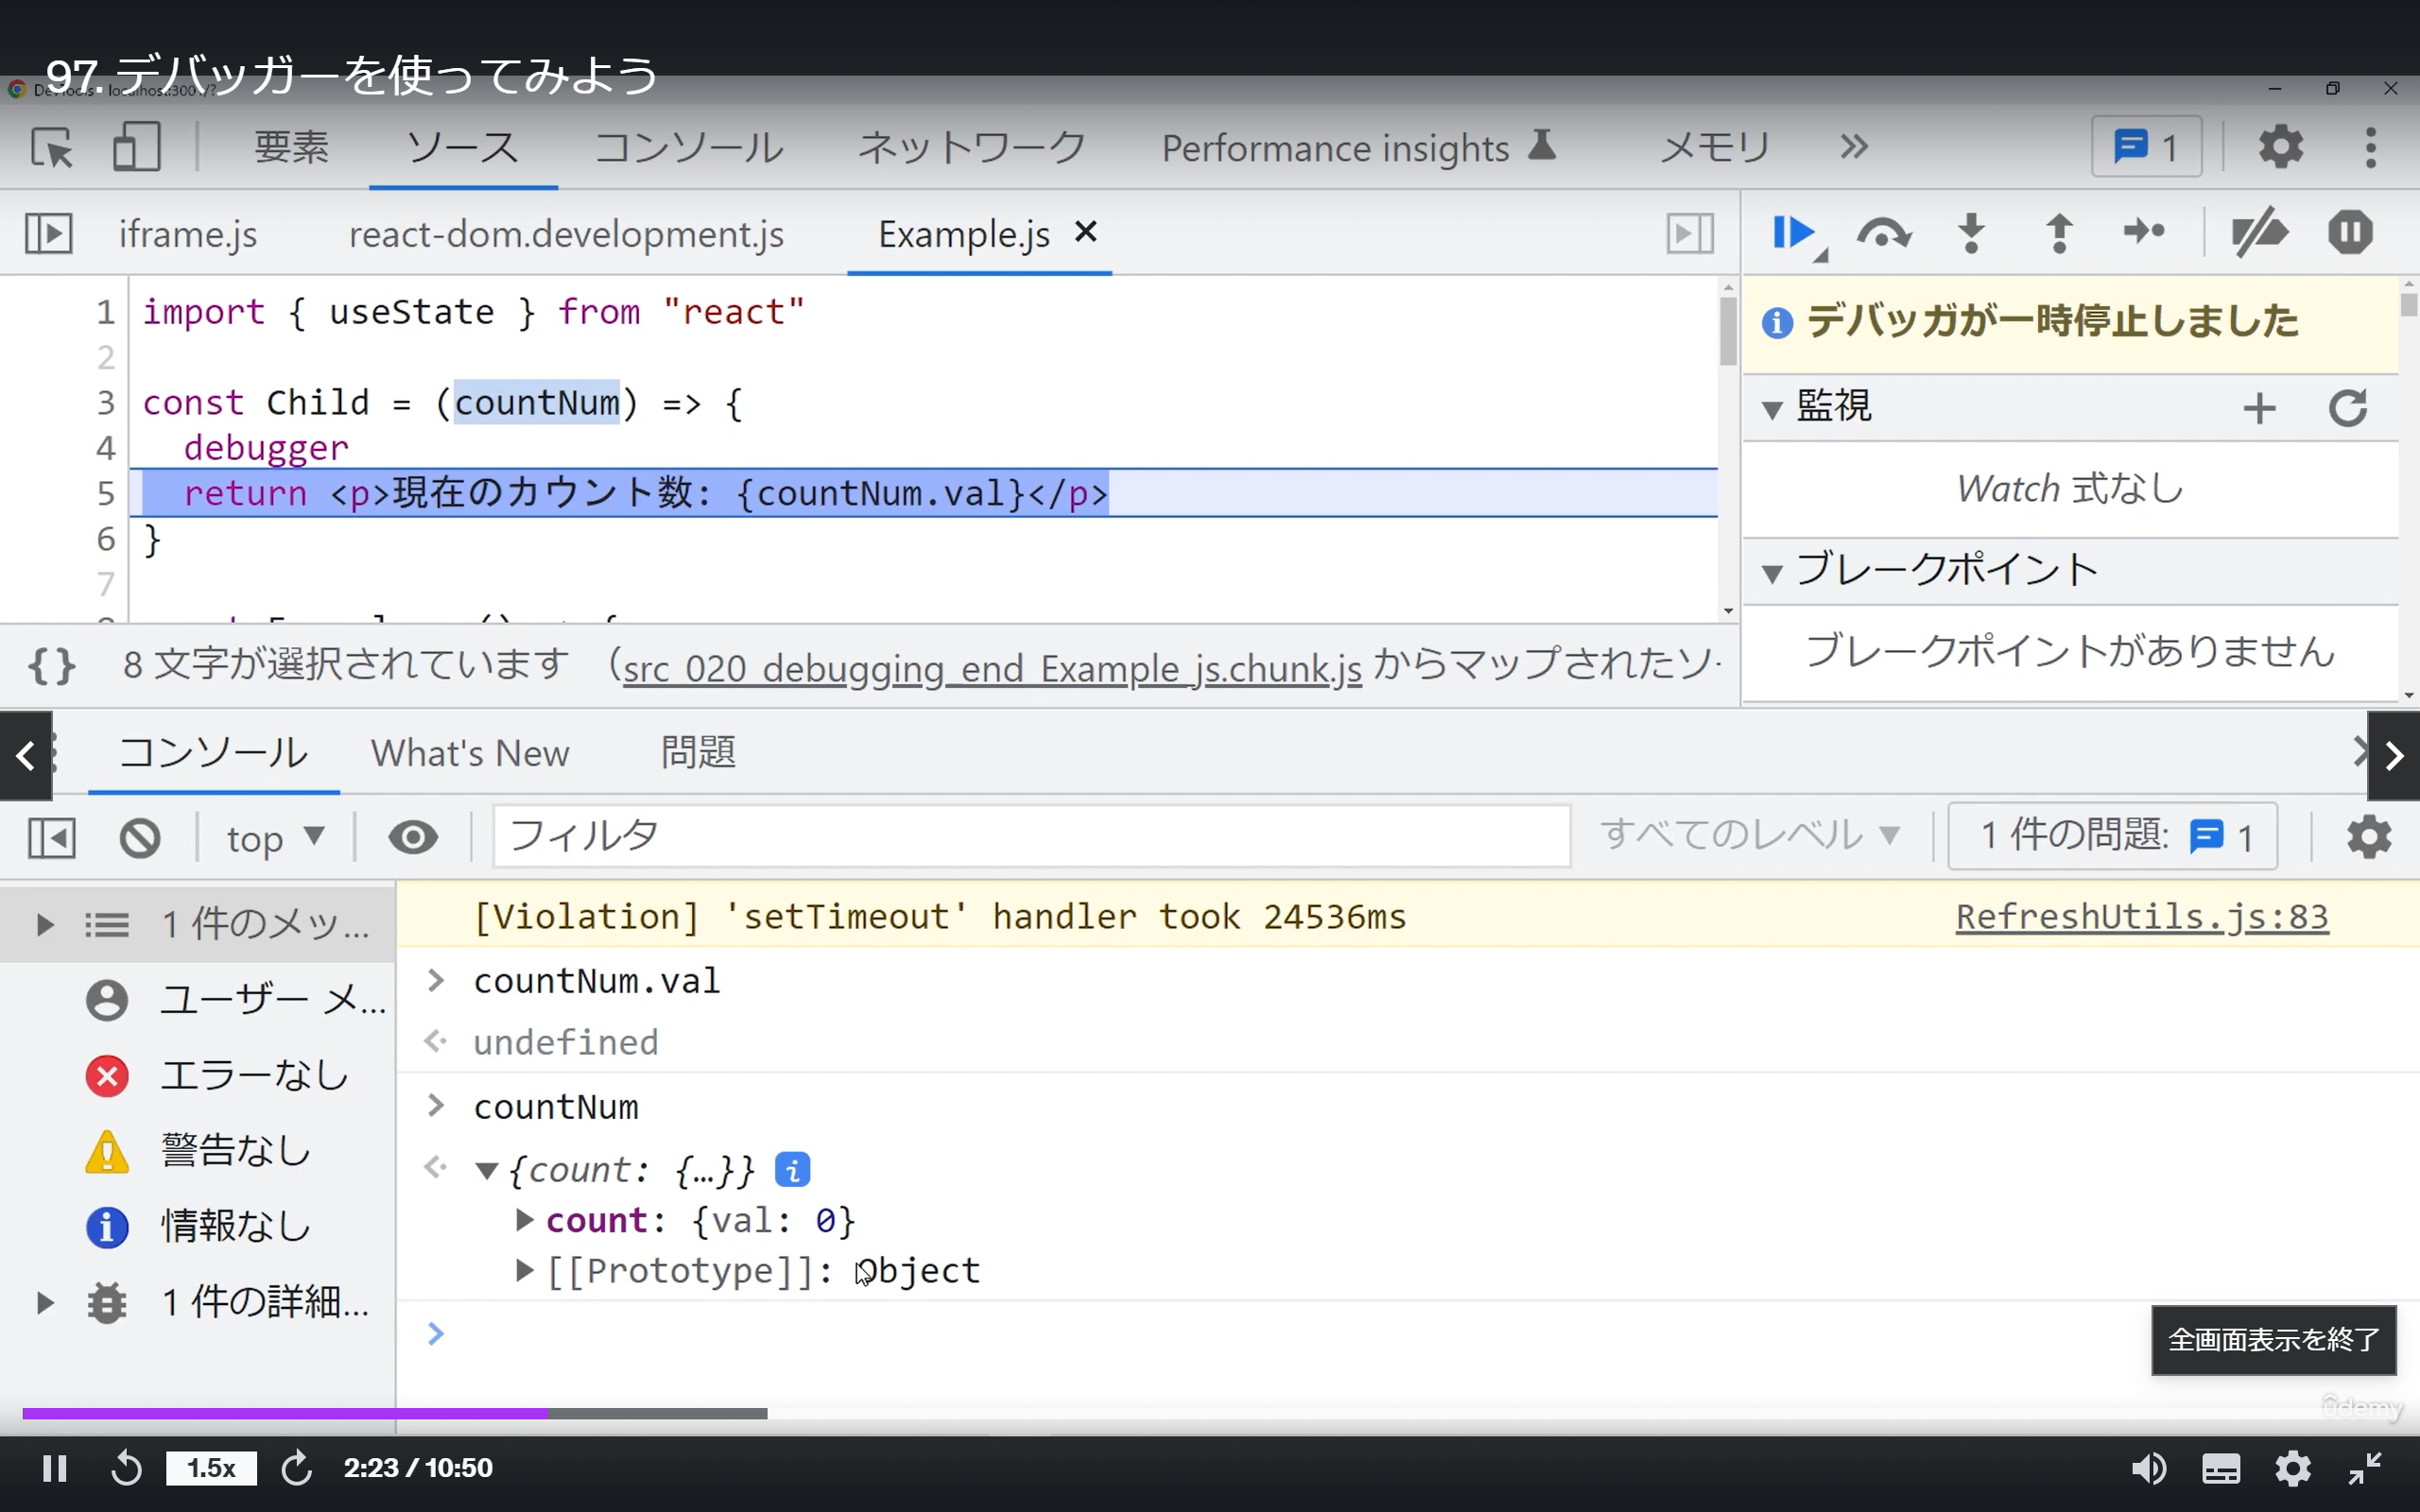 97. デバッガーを使ってみよう
DevTools - localhost:3001/?
要素 ソース コンソール ネットワーク Performance insights メモリ 1
iframe.js react-dom.development.js Example.js
1 import { useState } from "react"
2
3 const Child = (countNum) => {
4 debugger
5 return <p>現在のカウント数: {countNum.val}</p>
6 }
7
デバッガが一時停止しました
監視
Watch 式なし
ブレークポイント
ブレークポイントがありません
{} 8 文字が選択されています （src_020_debugging_end_Example_js.chunk.js からマップされたソ
コンソール What's New 問題
top フィルタ すべてのレベル 1 件の問題: 1
1 件のメッ...
ユーザー メ...
エラーなし
警告なし
情報なし
1 件の詳細...
[Violation] 'setTimeout' handler took 24536ms RefreshUtils.js:83
countNum.val
undefined
countNum
{count: {…}}
count: {val: 0}
[[Prototype]]: Object
全画面表示を終了
ûdemy
1.5x 2:23 / 10:50